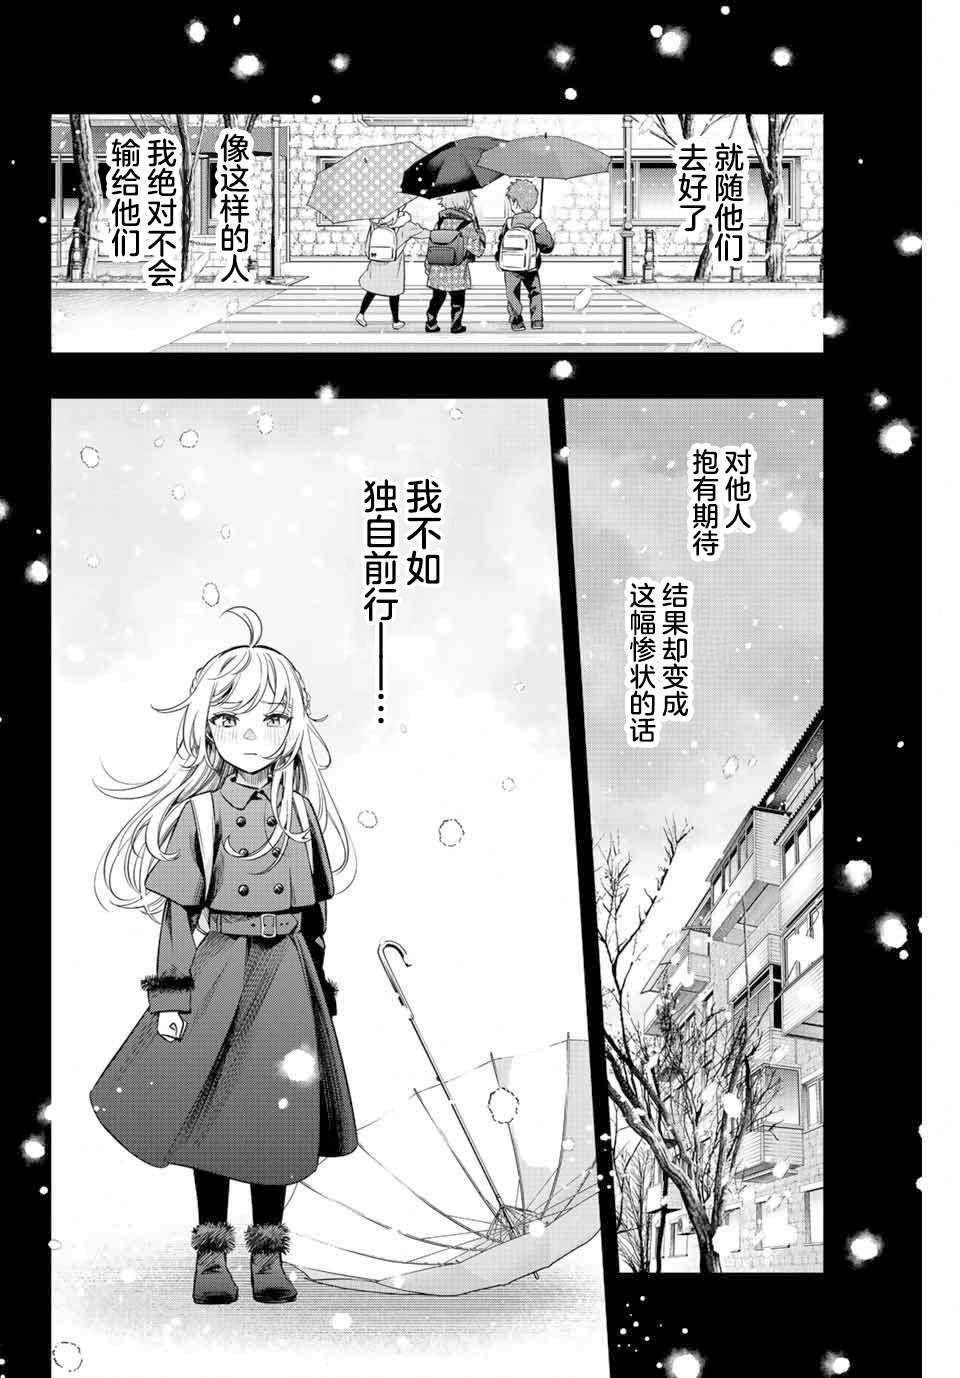 就随他们
去好了
像这样的人
我绝对不会
输给他们
对他人
抱有期待
结果却变成
这幅惨状的话
我不如
独自前行——…